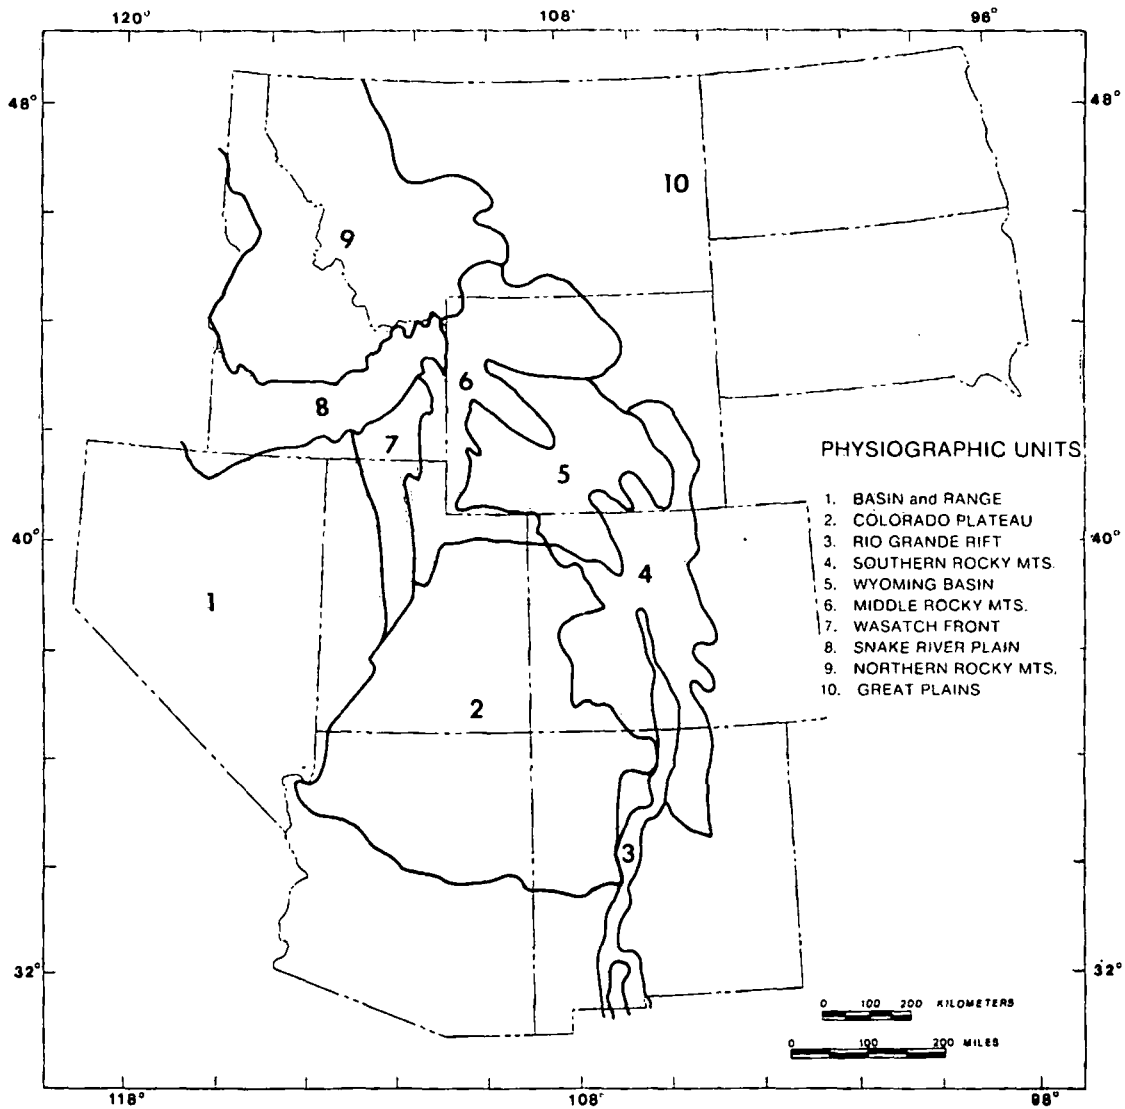 120° 108° 96°
48° 48°
10
9
6
8
7
PHYSIOGRAPHIC UNITS
5
1. BASIN and RANGE
2. COLORADO PLATEAU
40° 40°
3. RIO GRANDE RIFT
4. SOUTHERN ROCKY MTS.
4
5. WYOMING BASIN
1
6. MIDDLE ROCKY MTS.
7. WASATCH FRONT
8. SNAKE RIVER PLAIN
9. NORTHERN ROCKY MTS.
10. GREAT PLAINS
2
3
32° 32°
0 100 200 KILOMETERS
0 100 200 MILES
118° 108° 98°